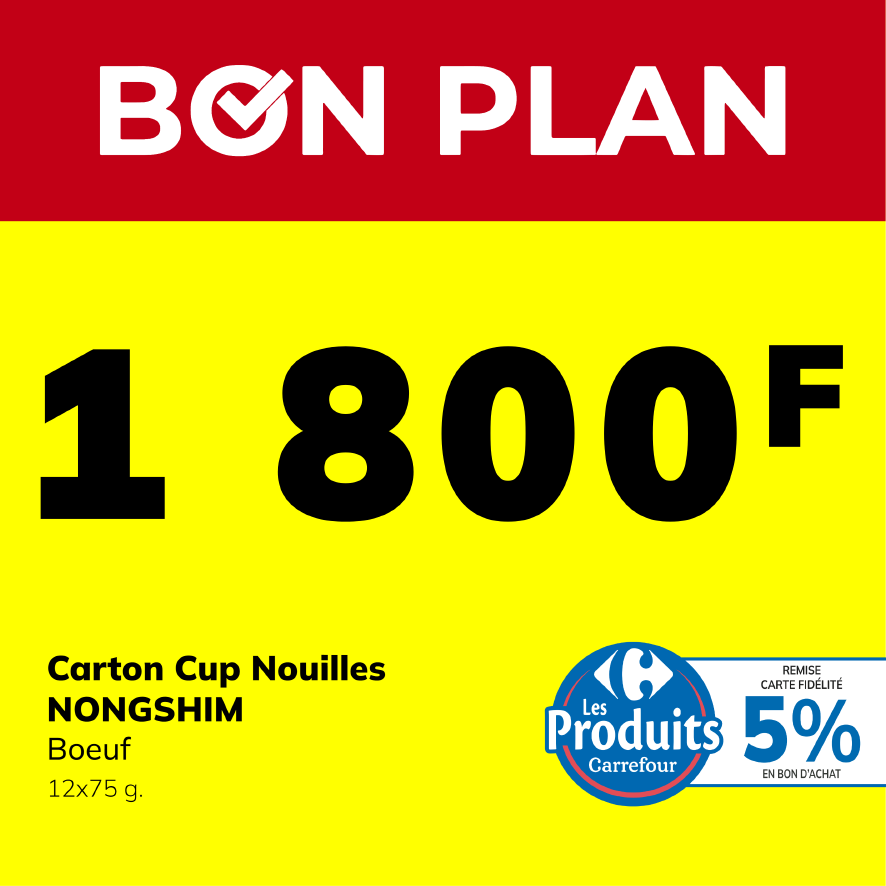 BON PLAN
1 800F
Carton Cup Nouilles
NONGSHIM
Boeuf
12x75 g.
Les
Produits
Carrefour
REMISE
CARTE FIDÉLITÉ
5%
EN BON D'ACHAT